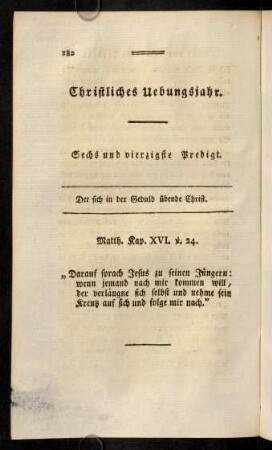 182
Christliches Uebungsjahr.
Sechs und vierzigste Predigt.
Der sich in der Geduld übende Christ.
Matth. Kap. XVI. v. 24.
„Darauf sprach Jesus zu seinen Jüngern:
wenn jemand nach mir kommen will,
der verläugne sich selbst und nehme sein
Kreutz auf sich und folge mir nach.“